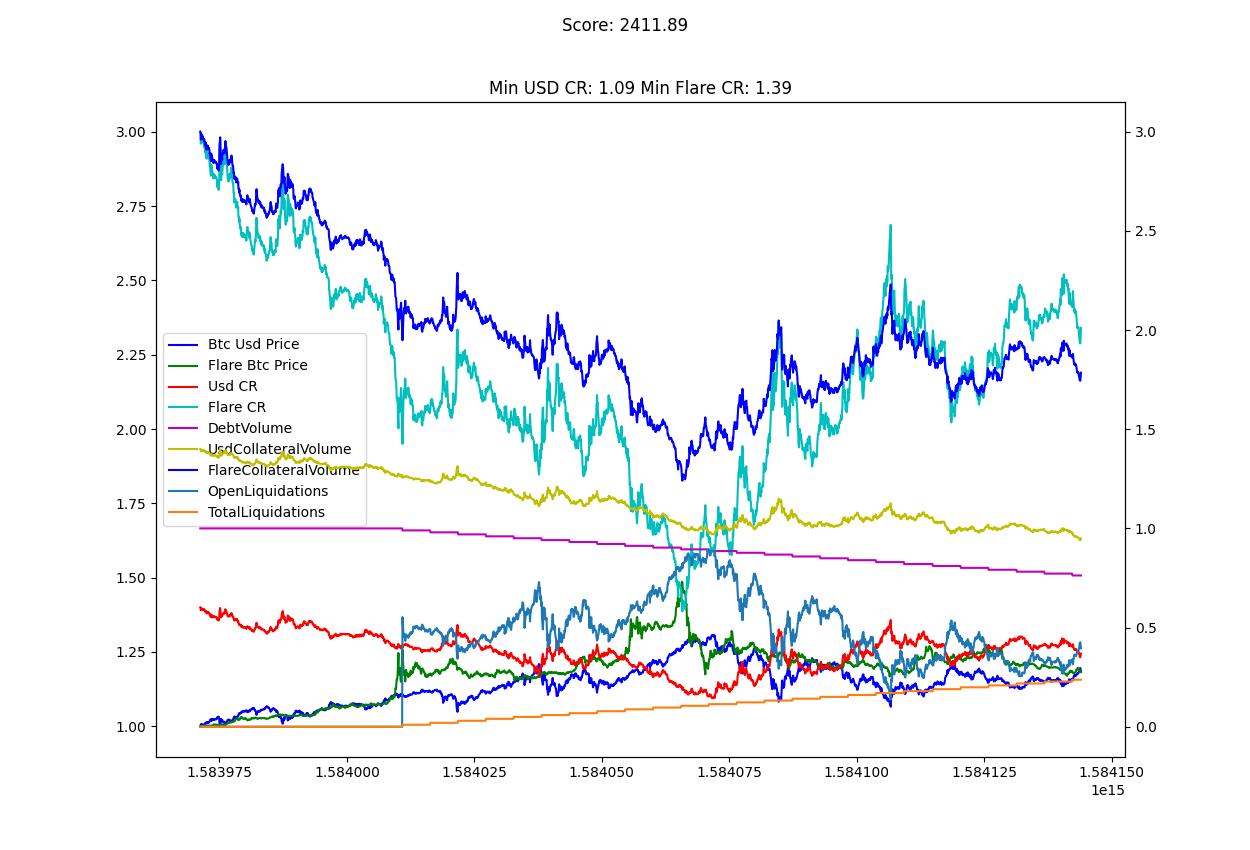 Score: 2411.89
Min USD CR: 1.09 Min Flare CR: 1.39
3.00
2.75
2.50
2.25
2.00
1.75
1.50
1.25
1.00
3.0
2.5
2.0
1.5
1.0
0.5
0.0
Btc Usd Price
Flare Btc Price
Usd CR
Flare CR
DebtVolume
UsdCollateralVolume
FlareCollateralVolume
OpenLiquidations
TotalLiquidations
1.583975 1.584000 1.584025 1.584050 1.584075 1.584100 1.584125 1.584150
1e15